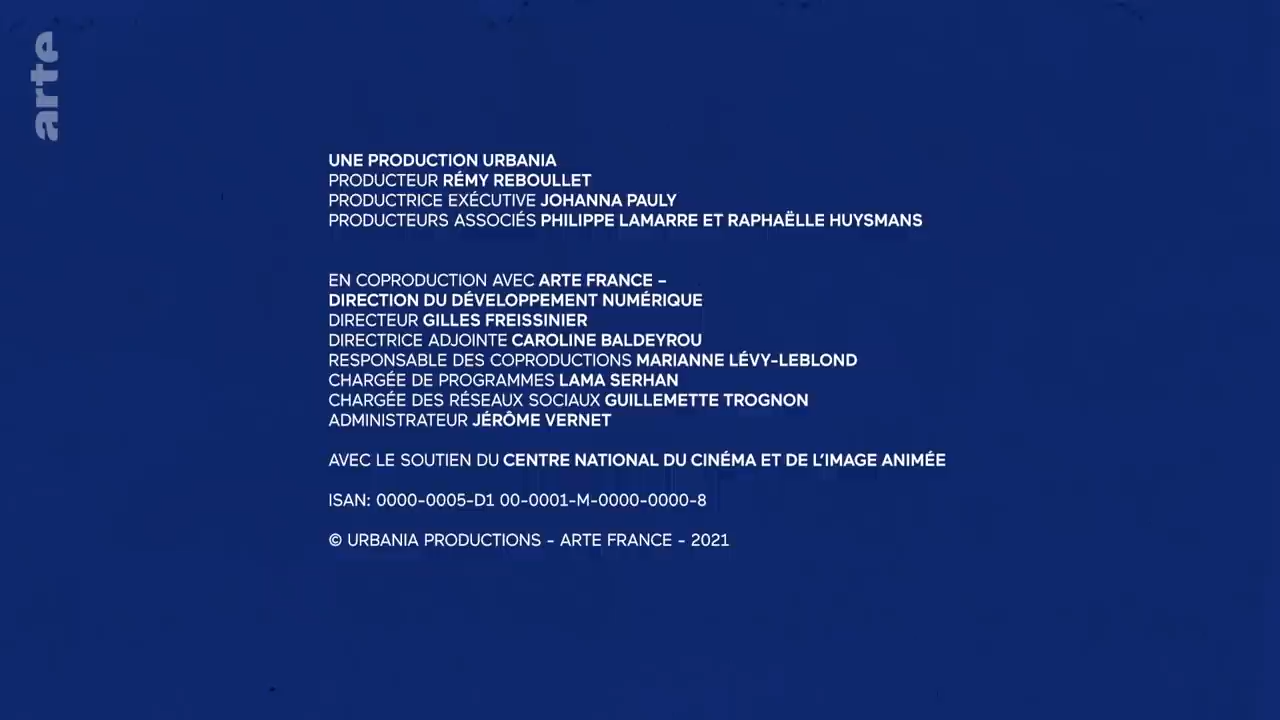 arte
UNE PRODUCTION URBANIA
PRODUCTEUR RÉMY REBOULLET
PRODUCTRICE EXÉCUTIVE JOHANNA PAULY
PRODUCTEURS ASSOCIÉS PHILIPPE LAMARRE ET RAPHAËLLE HUYSMANS
EN COPRODUCTION AVEC ARTE FRANCE –
DIRECTION DU DÉVELOPPEMENT NUMÉRIQUE
DIRECTEUR GILLES FREISSINIER
DIRECTRICE ADJOINTE CAROLINE BALDEYROU
RESPONSABLE DES COPRODUCTIONS MARIANNE LÉVY-LEBLOND
CHARGÉE DE PROGRAMMES LAMA SERHAN
CHARGÉE DES RÉSEAUX SOCIAUX GUILLEMETTE TROGNON
ADMINISTRATEUR JÉRÔME VERNET
AVEC LE SOUTIEN DU CENTRE NATIONAL DU CINÉMA ET DE L'IMAGE ANIMÉE
ISAN: 0000-0005-D1 00-0001-M-0000-0000-8
© URBANIA PRODUCTIONS - ARTE FRANCE - 2021